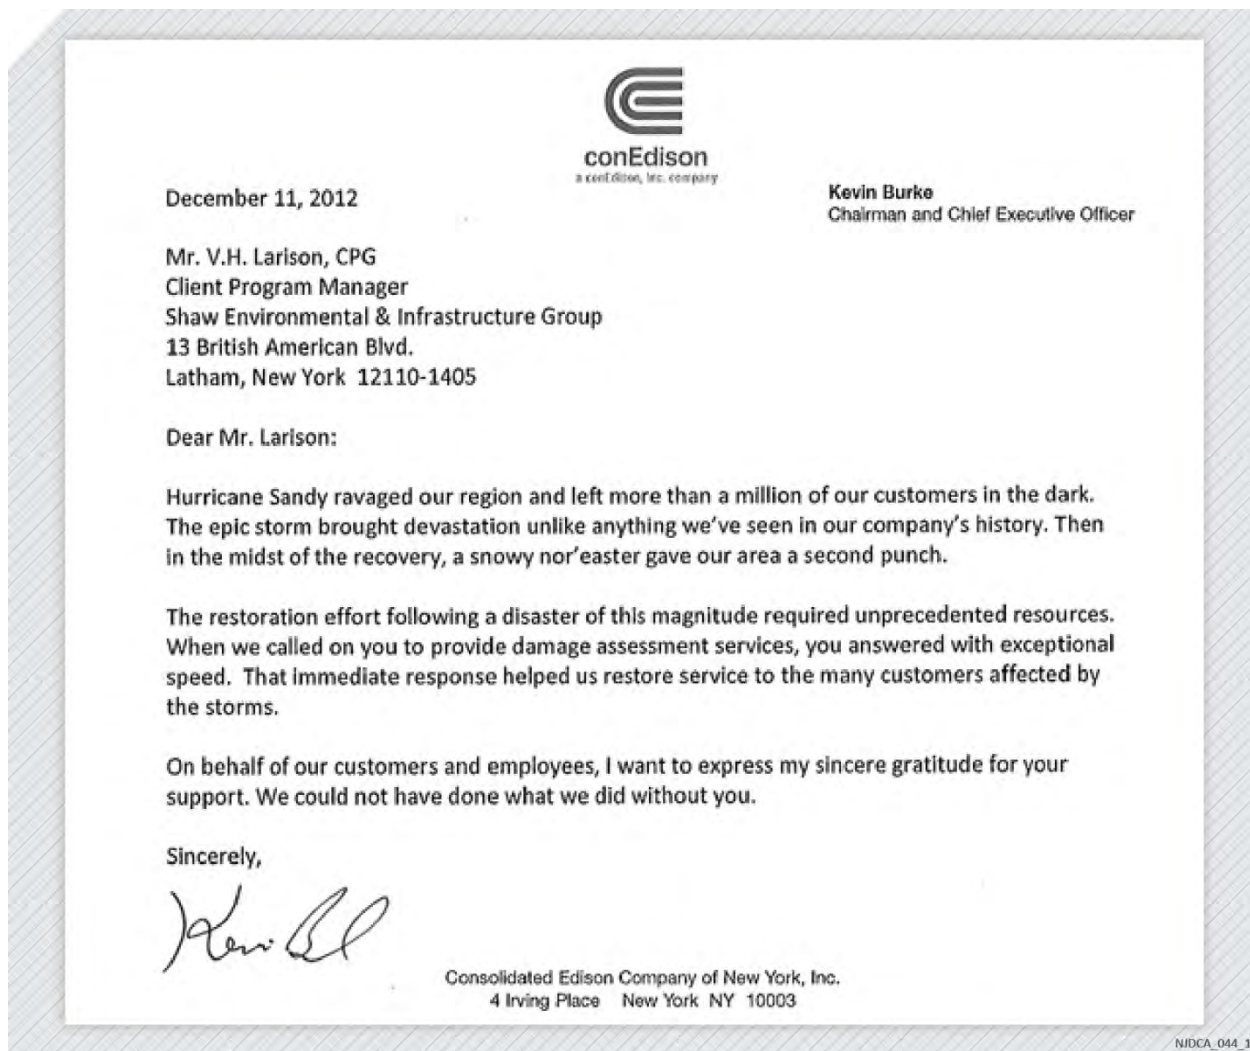 conEdison
a conEdison, Inc. company
December 11, 2012
Kevin Burke
Chairman and Chief Executive Officer
Mr. V.H. Larison, CPG
Client Program Manager
Shaw Environmental & Infrastructure Group
13 British American Blvd.
Latham, New York  12110-1405
Dear Mr. Larison:
Hurricane Sandy ravaged our region and left more than a million of our customers in the dark.
The epic storm brought devastation unlike anything we've seen in our company's history. Then
in the midst of the recovery, a snowy nor'easter gave our area a second punch.
The restoration effort following a disaster of this magnitude required unprecedented resources.
When we called on you to provide damage assessment services, you answered with exceptional
speed.  That immediate response helped us restore service to the many customers affected by
the storms.
On behalf of our customers and employees, I want to express my sincere gratitude for your
support. We could not have done what we did without you.
Sincerely,
Kevin B
Consolidated Edison Company of New York, Inc.
4 Irving Place   New York  NY  10003
NJDCA_044_1